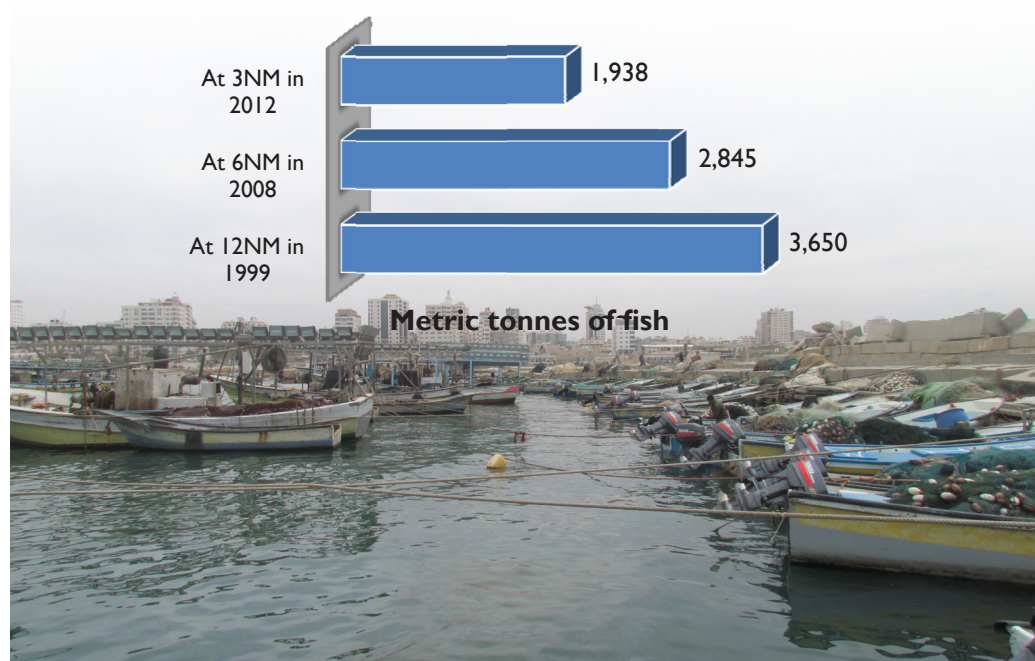 At 3NM in
2012
1,938
At 6NM in
2008
2,845
At 12NM in
1999
3,650
Metric tonnes of fish